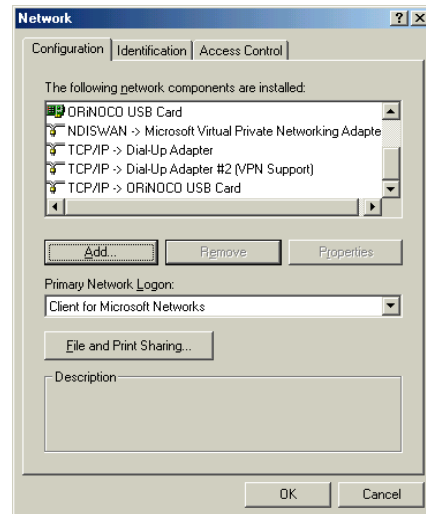 Network
Configuration
Identification
Access Control
The following network components are installed:
ORiNOCO USB Card
NDISWAN -> Microsoft Virtual Private Networking Adapte
TCP/IP -> Dial-Up Adapter
TCP/IP -> Dial-Up Adapter #2 (VPN Support)
TCP/IP -> ORiNOCO USB Card
Add...
Remove
Properties
Primary Network Logon:
Client for Microsoft Networks
File and Print Sharing...
Description
OK
Cancel